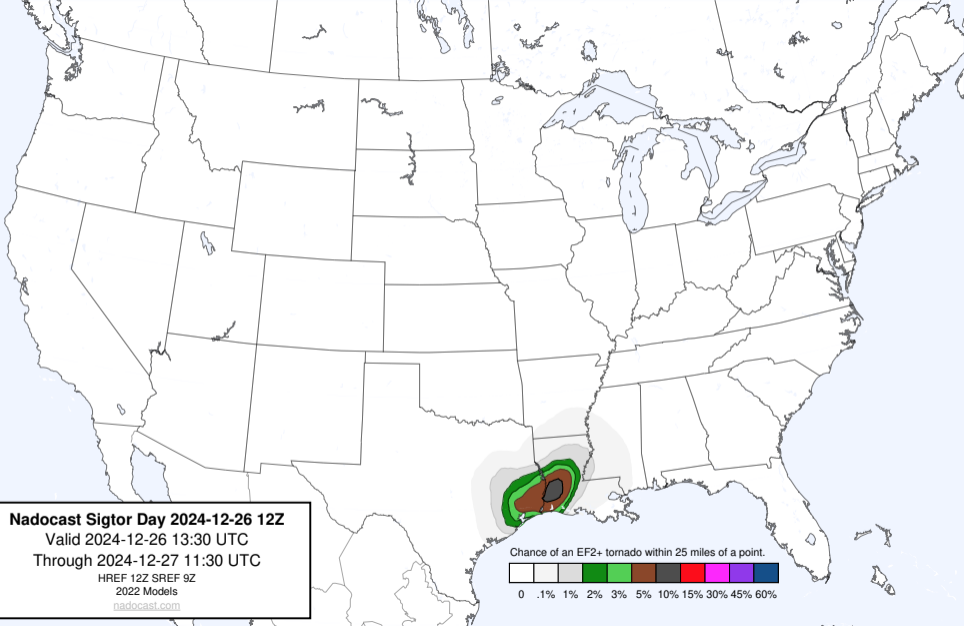 Nadocast Sigtor Day 2024-12-26 12Z
Valid 2024-12-26 13:30 UTC
Through 2024-12-27 11:30 UTC
HREF 12Z SREF 9Z
2022 Models
nadocast.com
Chance of an EF2+ tornado within 25 miles of a point.
0 .1% 1% 2% 3% 5% 10% 15% 30% 45% 60%